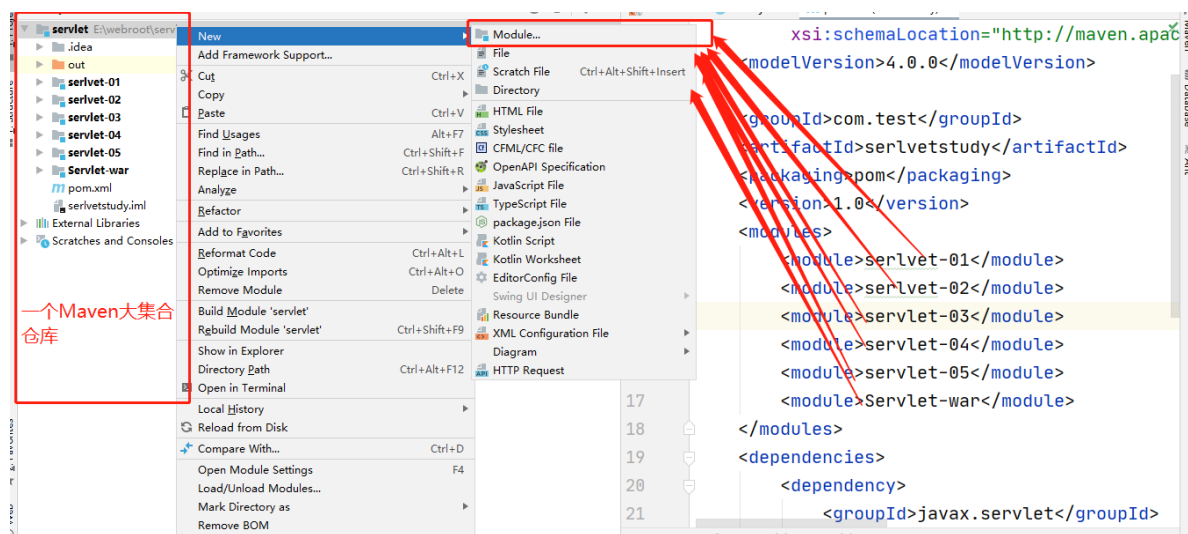 servlet E:\webroot\serv
.idea
out
serlvet-01
serlvet-02
servlet-03
servlet-04
servlet-05
Servlet-war
pom.xml
serlvetstudy.iml
External Libraries
Scratches and Consoles
一个Maven大集合
仓库
New
Add Framework Support...
Cut Ctrl+X
Copy
Paste Ctrl+V
Find Usages Alt+F7
Find in Path... Ctrl+Shift+F
Replace in Path... Ctrl+Shift+R
Analyze
Refactor
Add to Favorites
Reformat Code Ctrl+Alt+L
Optimize Imports Ctrl+Alt+O
Remove Module Delete
Build Module 'servlet'
Rebuild Module 'servlet' Ctrl+Shift+F9
Show in Explorer
Directory Path Ctrl+Alt+F12
Open in Terminal
Local History
Reload from Disk
Compare With... Ctrl+D
Open Module Settings F4
Load/Unload Modules...
Mark Directory as
Remove BOM
Module...
File
Scratch File Ctrl+Alt+Shift+Insert
Directory
HTML File
Stylesheet
CFML/CFC file
OpenAPI Specification
JavaScript File
TypeScript File
package.json File
Kotlin Script
Kotlin Worksheet
EditorConfig File
Swing UI Designer
Resource Bundle
XML Configuration File
Diagram
HTTP Request
xsi:schemaLocation="http://maven.apac
<modelVersion>4.0.0</modelVersion>
<groupId>com.test</groupId>
<artifactId>serlvetstudy</artifactId>
<packaging>pom</packaging>
<version>1.0</version>
<modules>
<module>serlvet-01</module>
<module>serlvet-02</module>
<module>servlet-03</module>
<module>servlet-04</module>
<module>servlet-05</module>
17 <module>Servlet-war</module>
18 </modules>
19 <dependencies>
20 <dependency>
21 <groupId>javax.servlet</groupId>